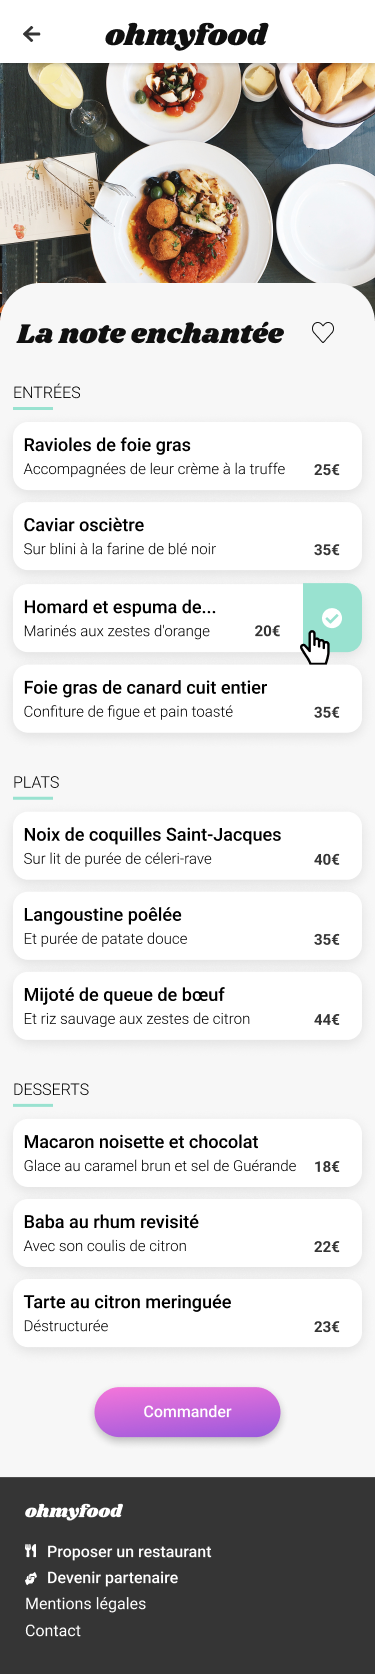 ohmyfood
La note enchantée
ENTRÉES
Ravioles de foie gras
Accompagnées de leur crème à la truffe 25€
Caviar oscièttre
Sur blini à la farine de blé noir 35€
Homard et espuma de...
Marinés aux zestes d'orange 20€
Foie gras de canard cuit entier
Confiture de figue et pain toasté 35€
PLATS
Noix de coquilles Saint-Jacques
Sur lit de purée de céleri-rave 40€
Langoustine poêlée
Et purée de patate douce 35€
Mijoté de queue de bœuf
Et riz sauvage aux zestes de citron 44€
DESSERTS
Macaron noisette et chocolat
Glace au caramel brun et sel de Guérande 18€
Baba au rhum revisité
Avec son coulis de citron 22€
Tarte au citron meringuée
Déstructurée 23€
Commander
ohmyfood
Proposer un restaurant
Devenir partenaire
Mentions légales
Contact